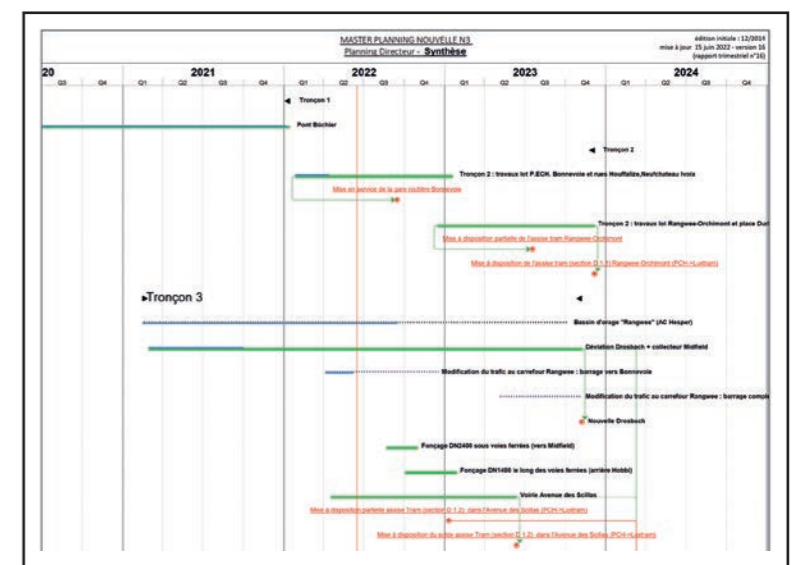 MASTER PLANNING NOUVELLE N3
Planning Directeur - Synthèse
édition initiale : 12/2014
mise à jour 15 juin 2022 - version 16
(rapport trimestriel n°16)
20 2021 2022 2023 2024
Q3 Q4 Q1 Q2 Q3 Q4 Q1 Q2 Q3 Q4 Q1 Q2 Q3 Q4 Q1 Q2 Q3 Q4
Tronçon 1
Pont Büchler
Tronçon 2
Tronçon 2 : travaux lot P.ECH. Bonnevoie et rues Houffalize,Neufchateau Ivoix
Mise en service de la gare routière Bonnevoie
Tronçon 2 : travaux lot Rangwee-Orchimont et place Durl
Mise à disposition partielle de l'assise tram Rangwee-Orchimont
Mise à disposition de l'assise tram (section D 1.1) Rangwee-Orchimont (PCH->Luxtram)
Tronçon 3
Bassin d'orage "Rangwee" (AC Hesper)
Déviation Drosbach + collecteur Midfield
Modification du trafic au carrefour Rangwee : barrage vers Bonnevoie
Modification du trafic au carrefour Rangwee : barrage comple
Nouvelle Drosbach
Fonçage DN2400 sous voies ferrées (vers Midfield)
Fonçage DN1400 le long des voies ferrées (arrière Hobbi)
Voirie Avenue des Scillas
Mise à disposition partielle assise Tram (section D 1.2) dans l'Avenue des Scillas (PCH->Luxtram)
Mise à disposition du solde assise Tram (section D 1.2) dans l'Avenue des Scillas (PCH->Luxtram)